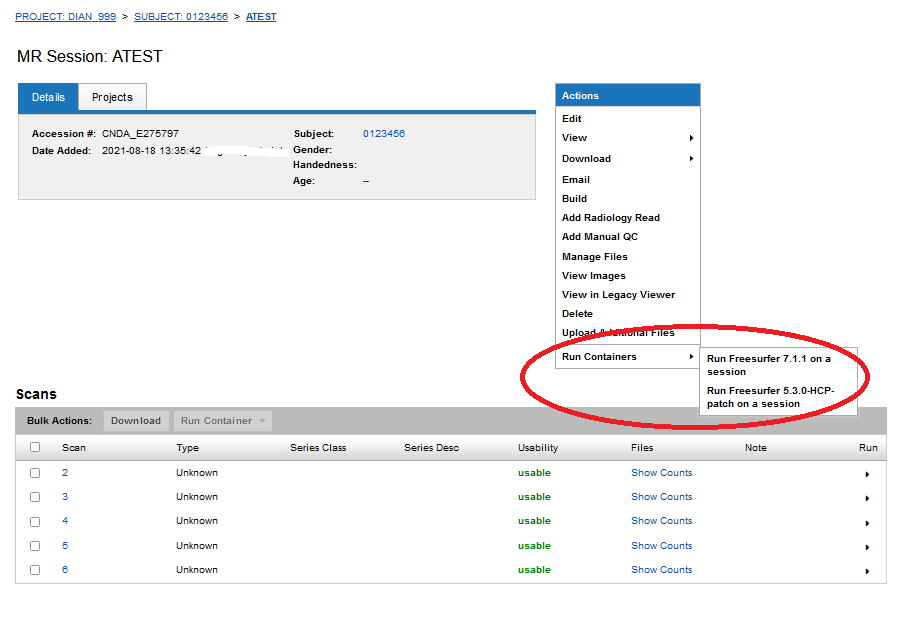 PROJECT: DIAN_999 > SUBJECT: 0123456 > ATEST
MR Session: ATEST
Details
Projects
Accession #: CNDA_E275797
Date Added: 2021-08-18 13:35:42
Subject: 0123456
Gender:
Handedness:
Age: --
Actions
Edit
View
Download
Email
Build
Add Radiology Read
Add Manual QC
Manage Files
View Images
View in Legacy Viewer
Delete
Upload Additional Files
Run Containers
Run Freesurfer 7.1.1 on a
session
Run Freesurfer 5.3.0-HCP-
patch on a session
Scans
Bulk Actions: Download Run Container
Scan Type Series Class Series Desc Usability Files Note Run
2 Unknown usable Show Counts
3 Unknown usable Show Counts
4 Unknown usable Show Counts
5 Unknown usable Show Counts
6 Unknown usable Show Counts